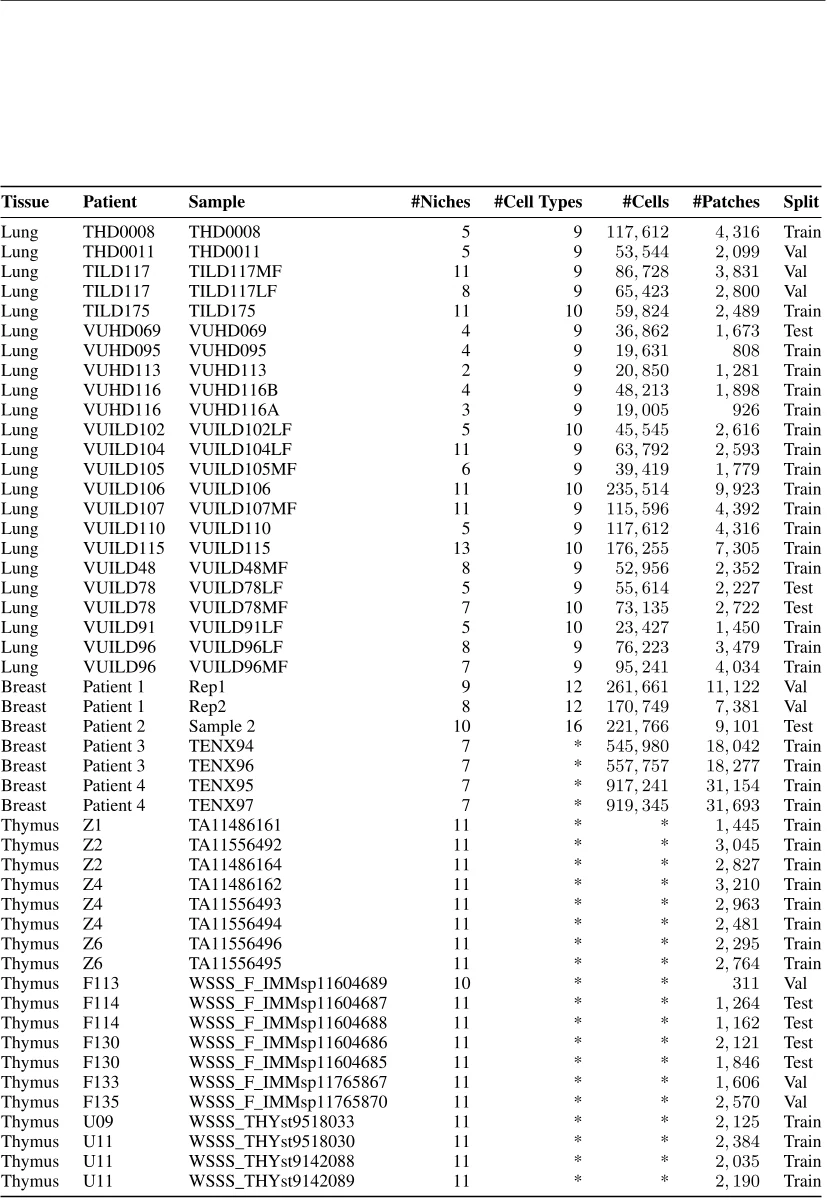 Tissue Patient Sample #Niches #Cell Types #Cells #Patches Split
Lung THD0008 THD0008 5 9 117,612 4,316 Train
Lung THD0011 THD0011 5 9 53,544 2,099 Val
Lung TILD117 TILD117MF 11 9 86,728 3,831 Val
Lung TILD117 TILD117LF 8 9 65,423 2,800 Val
Lung TILD175 TILD175 11 10 59,824 2,489 Train
Lung VUHD069 VUHD069 4 9 36,862 1,673 Test
Lung VUHD095 VUHD095 4 9 19,631 808 Train
Lung VUHD113 VUHD113 2 9 20,850 1,281 Train
Lung VUHD116 VUHD116B 4 9 48,213 1,898 Train
Lung VUHD116 VUHD116A 3 9 19,005 926 Train
Lung VUILD102 VUILD102LF 5 10 45,545 2,616 Train
Lung VUILD104 VUILD104LF 11 9 63,792 2,593 Train
Lung VUILD105 VUILD105MF 6 9 39,419 1,779 Train
Lung VUILD106 VUILD106 11 10 235,514 9,923 Train
Lung VUILD107 VUILD107MF 11 9 115,596 4,392 Train
Lung VUILD110 VUILD110 5 9 117,612 4,316 Train
Lung VUILD115 VUILD115 13 10 176,255 7,305 Train
Lung VUILD48 VUILD48MF 8 9 52,956 2,352 Train
Lung VUILD78 VUILD78LF 5 9 55,614 2,227 Test
Lung VUILD78 VUILD78MF 7 10 73,135 2,722 Test
Lung VUILD91 VUILD91LF 5 10 23,427 1,450 Train
Lung VUILD96 VUILD96LF 8 9 76,223 3,479 Train
Lung VUILD96 VUILD96MF 7 9 95,241 4,034 Train
Breast Patient 1 Rep1 9 12 261,661 11,122 Val
Breast Patient 1 Rep2 8 12 170,749 7,381 Val
Breast Patient 2 Sample 2 10 16 221,766 9,101 Test
Breast Patient 3 TENX94 7 * 545,980 18,042 Train
Breast Patient 3 TENX96 7 * 557,757 18,277 Train
Breast Patient 4 TENX95 7 * 917,241 31,154 Train
Breast Patient 4 TENX97 7 * 919,345 31,693 Train
Thymus Z1 TA11486161 11 * * 1,445 Train
Thymus Z2 TA11556492 11 * * 3,045 Train
Thymus Z2 TA11486164 11 * * 2,827 Train
Thymus Z4 TA11486162 11 * * 3,210 Train
Thymus Z4 TA11556493 11 * * 2,963 Train
Thymus Z4 TA11556494 11 * * 2,481 Train
Thymus Z6 TA11556496 11 * * 2,295 Train
Thymus Z6 TA11556495 11 * * 2,764 Train
Thymus F113 WSSS_F_IMMsp11604689 10 * * 311 Val
Thymus F114 WSSS_F_IMMsp11604687 11 * * 1,264 Test
Thymus F114 WSSS_F_IMMsp11604688 11 * * 1,162 Test
Thymus F130 WSSS_F_IMMsp11604686 11 * * 2,121 Test
Thymus F130 WSSS_F_IMMsp11604685 11 * * 1,846 Test
Thymus F133 WSSS_F_IMMsp11765867 11 * * 1,606 Val
Thymus F135 WSSS_F_IMMsp11765870 11 * * 2,570 Val
Thymus U09 WSSS_THYst9518033 11 * * 2,125 Train
Thymus U11 WSSS_THYst9518030 11 * * 2,384 Train
Thymus U11 WSSS_THYst9142088 11 * * 2,035 Train
Thymus U11 WSSS_THYst9142089 11 * * 2,190 Train